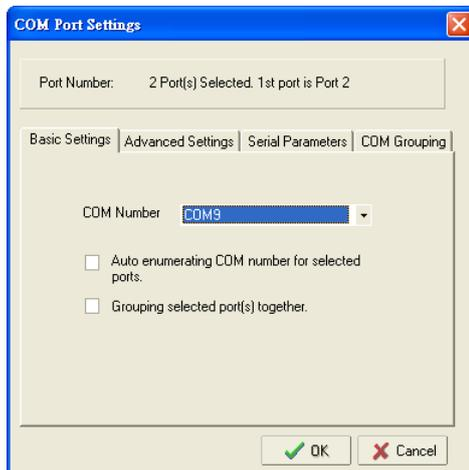 COM Port Settings
Port Number: 2 Port(s) Selected. 1st port is Port 2
Basic Settings Advanced Settings Serial Parameters COM Grouping
COM Number COM9
Auto enumerating COM number for selected
ports.
Grouping selected port(s) together.
OK Cancel